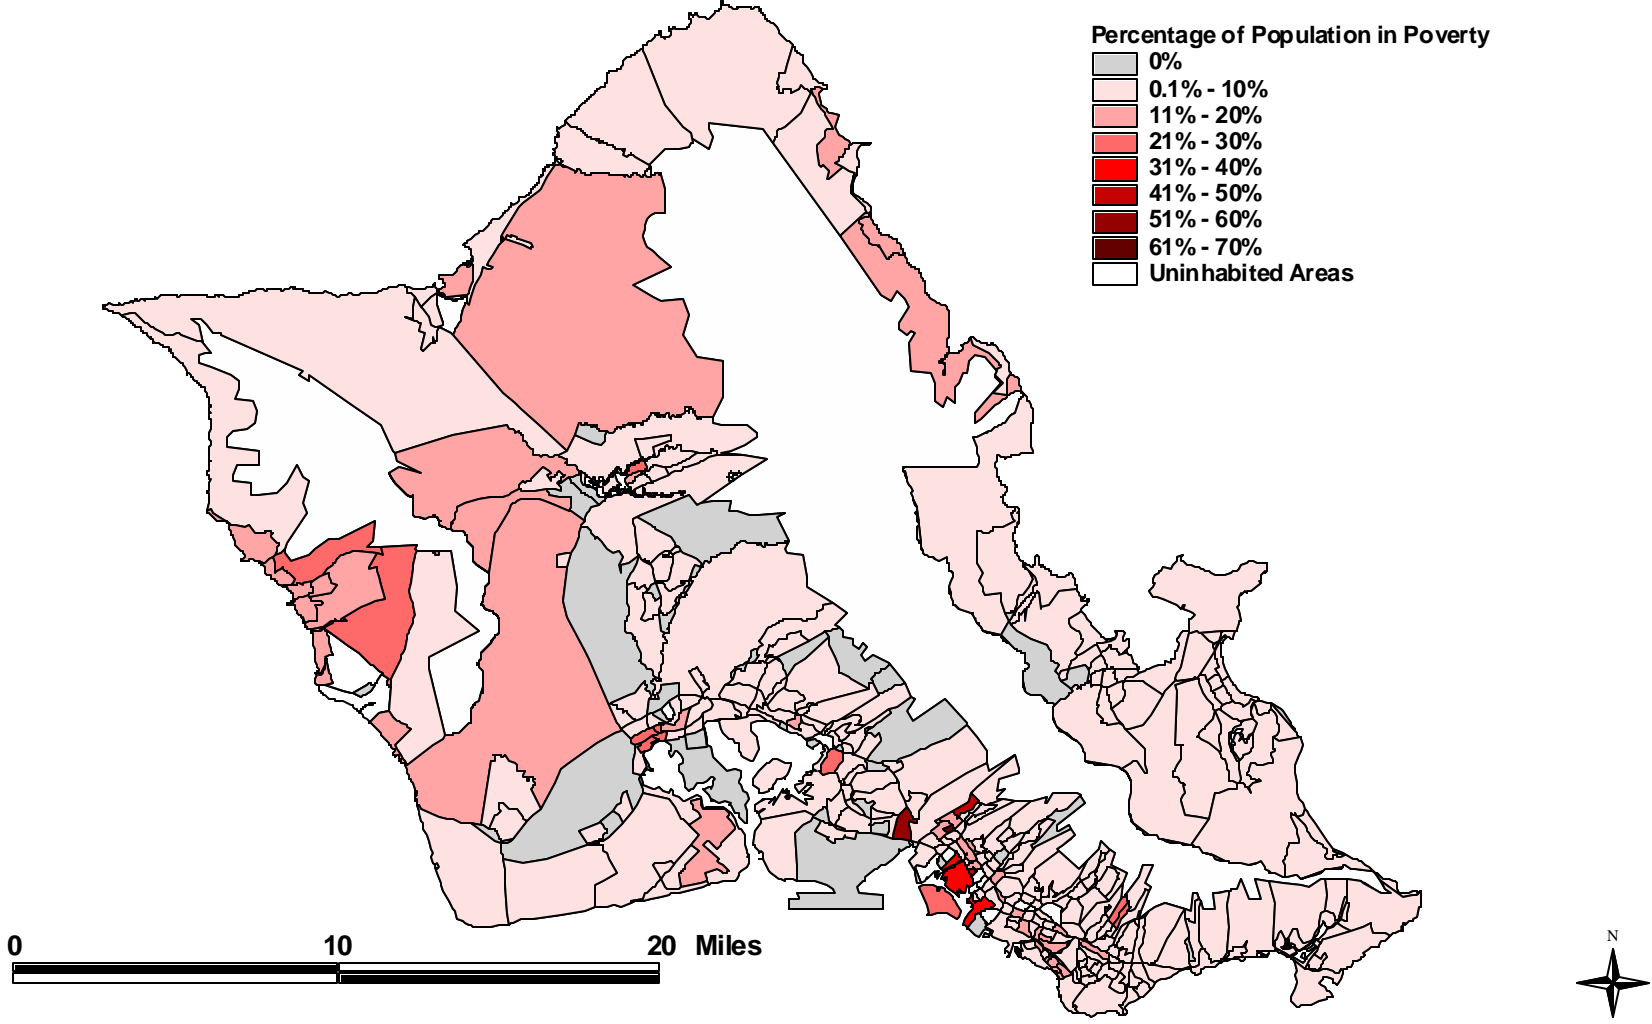 Percentage of Population in Poverty
0%
0.1% - 10%
11% - 20%
21% - 30%
31% - 40%
41% - 50%
51% - 60%
61% - 70%
Uninhabited Areas
0 10 20 Miles
N